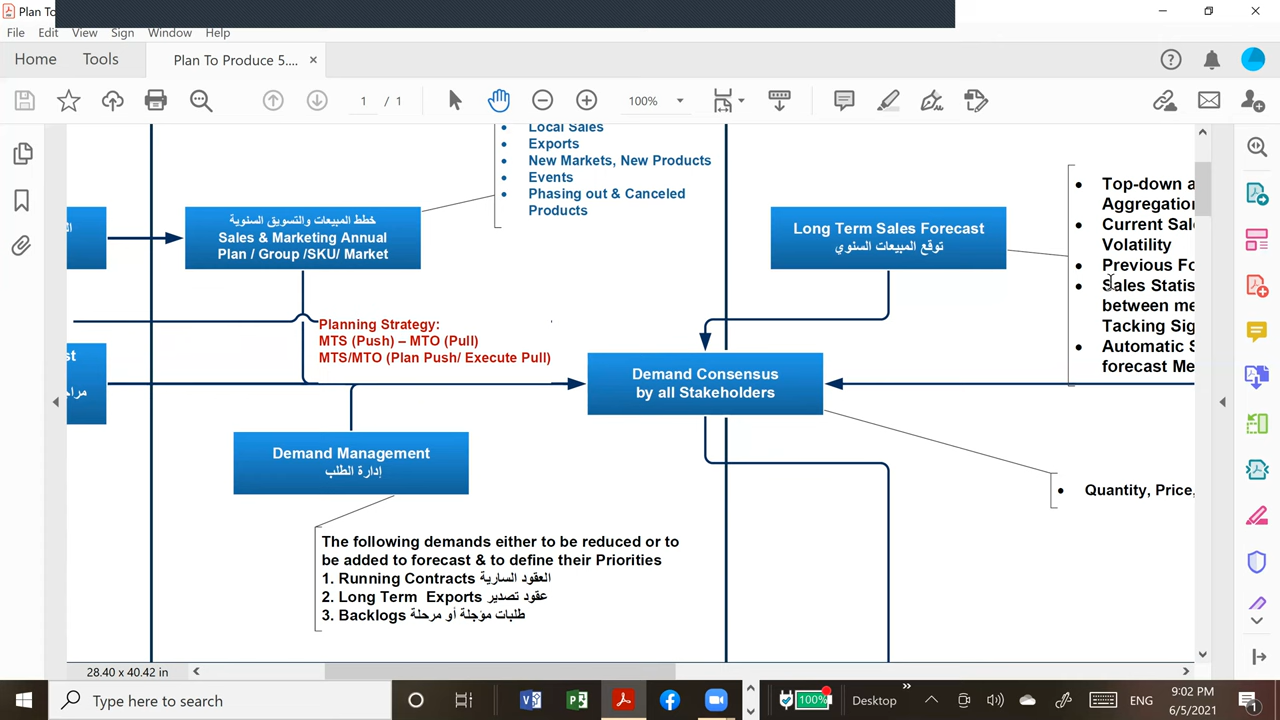 Plan To
File Edit View Sign Window Help
Home Tools Plan To Produce 5.... ×
1 / 1 100%
Local Sales
Exports
New Markets, New Products
Events
Phasing out & Canceled
Products
خطط المبيعات والتسويق السنوية
Sales & Marketing Annual
Plan / Group /SKU/ Market
Long Term Sales Forecast
توقع المبيعات السنوي
Top-down a
Aggregation
Current Sal
Volatility
Previous Fo
Sales Statis
between me
Tacking Sig
Automatic S
forecast Me
Planning Strategy:
MTS (Push) – MTO (Pull)
MTS/MTO (Plan Push/ Execute Pull)
st
مراج
Demand Consensus
by all Stakeholders
Demand Management
إدارة الطلب
Quantity, Price,
The following demands either to be reduced or to
be added to forecast & to define their Priorities
1. Running Contracts العقود السارية
2. Long Term Exports عقود تصدير
3. Backlogs طلبات مؤجلة أو مرحلة
28.40 x 40.42 in
Type here to search
100% Desktop » ENG
9:02 PM
6/5/2021